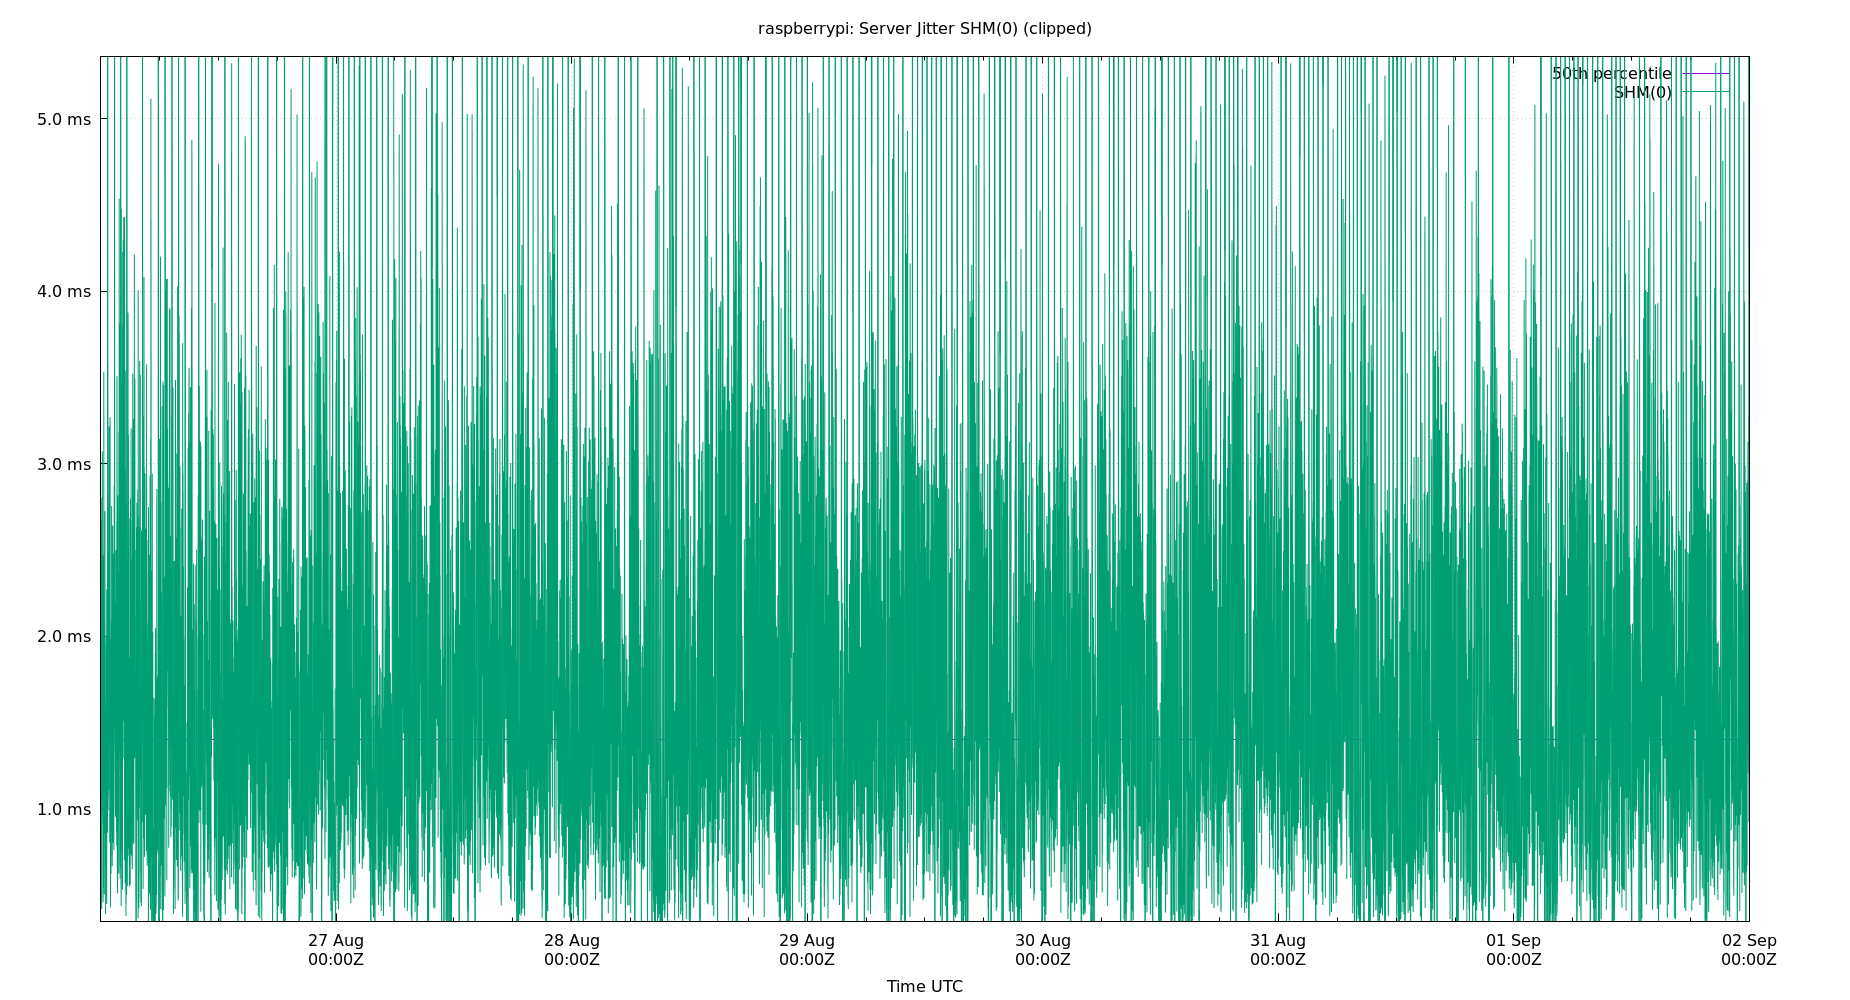 raspberrypi: Server Jitter SHM(0) (clipped)
50th percentile
SHM(0)
5.0 ms
4.0 ms
3.0 ms
2.0 ms
1.0 ms
27 Aug 28 Aug 29 Aug 30 Aug 31 Aug 01 Sep 02 Sep
00:00Z 00:00Z 00:00Z 00:00Z 00:00Z 00:00Z 00:00Z
Time UTC